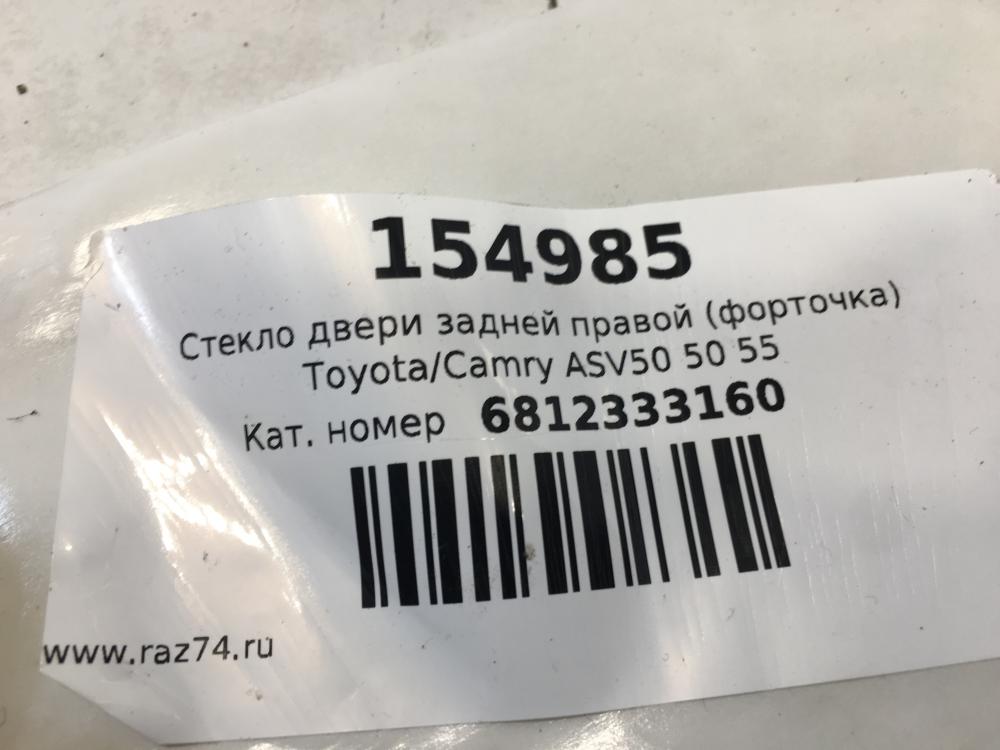 154985
Стекло двери задней правой (форточка)
Toyota/Camry ASV50 50 55
Кат. номер 6812333160
www.raz74.ru